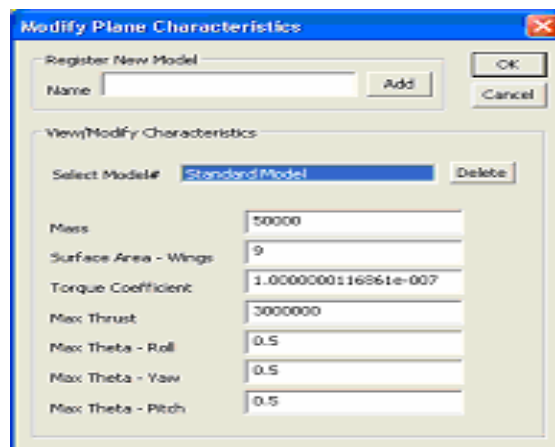 Modify Plane Characteristics
Register New Model
OK
Name
Add
Cancel
View/Modify Characteristics
Select Model# Standard Model Delete
Mass 50000
Surface Area - Wings 9
Torque Coefficient 1.0000000116861e-007
Max Thrust 3000000
Max Theta - Roll 0.5
Max Theta - Yaw 0.5
Max Theta - Pitch 0.5